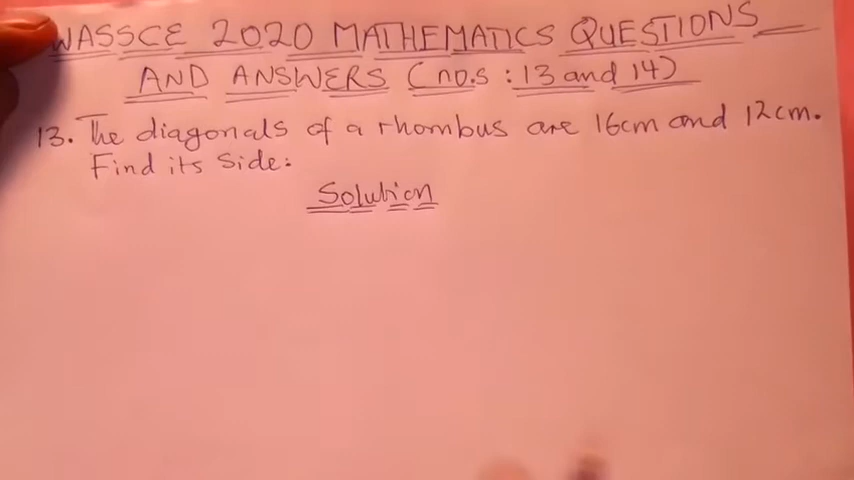 WASSCE 2020 MATHEMATICS QUESTIONS
AND ANSWERS (no.s : 13 and 14)
13. The diagonals of a rhombus are 16cm and 12cm.
Find its side:
Solution